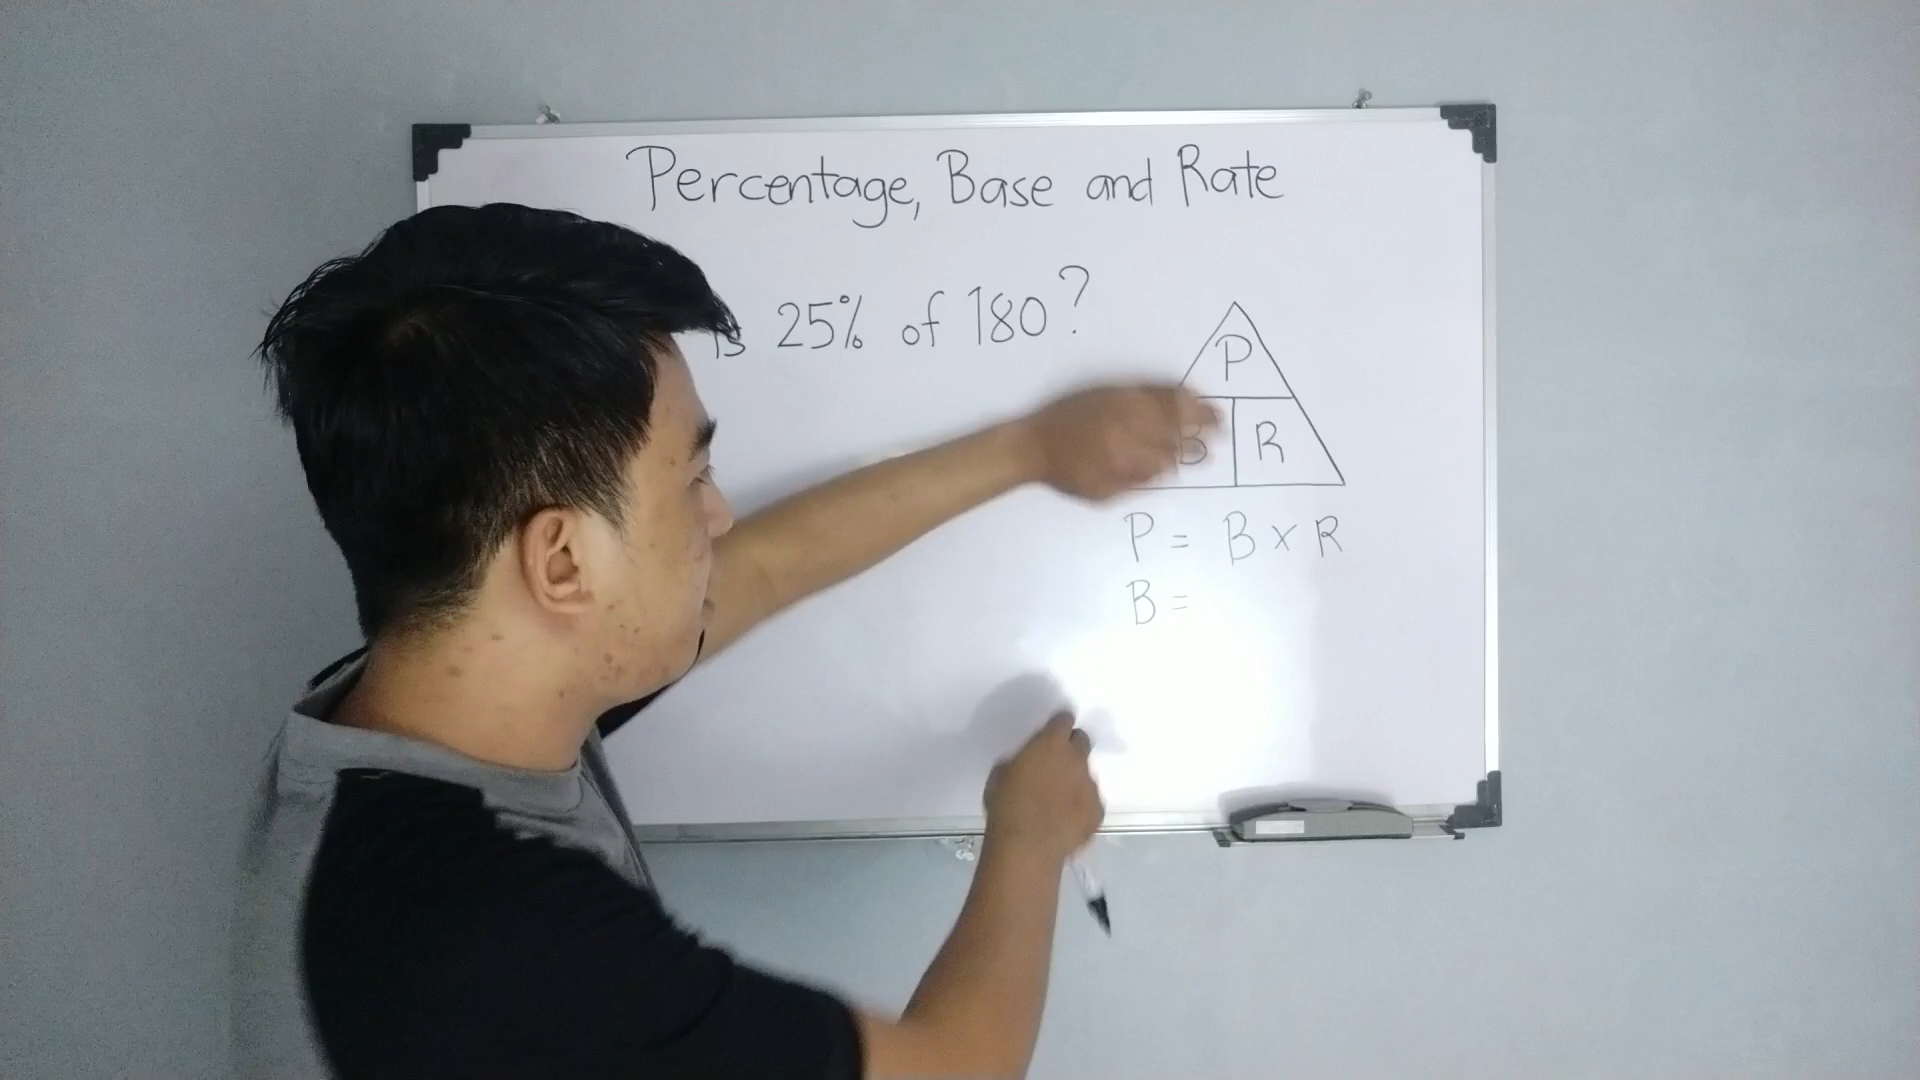 Percentage, Base and Rate
is 25% of 180?
P
B R
P = B x R
B =